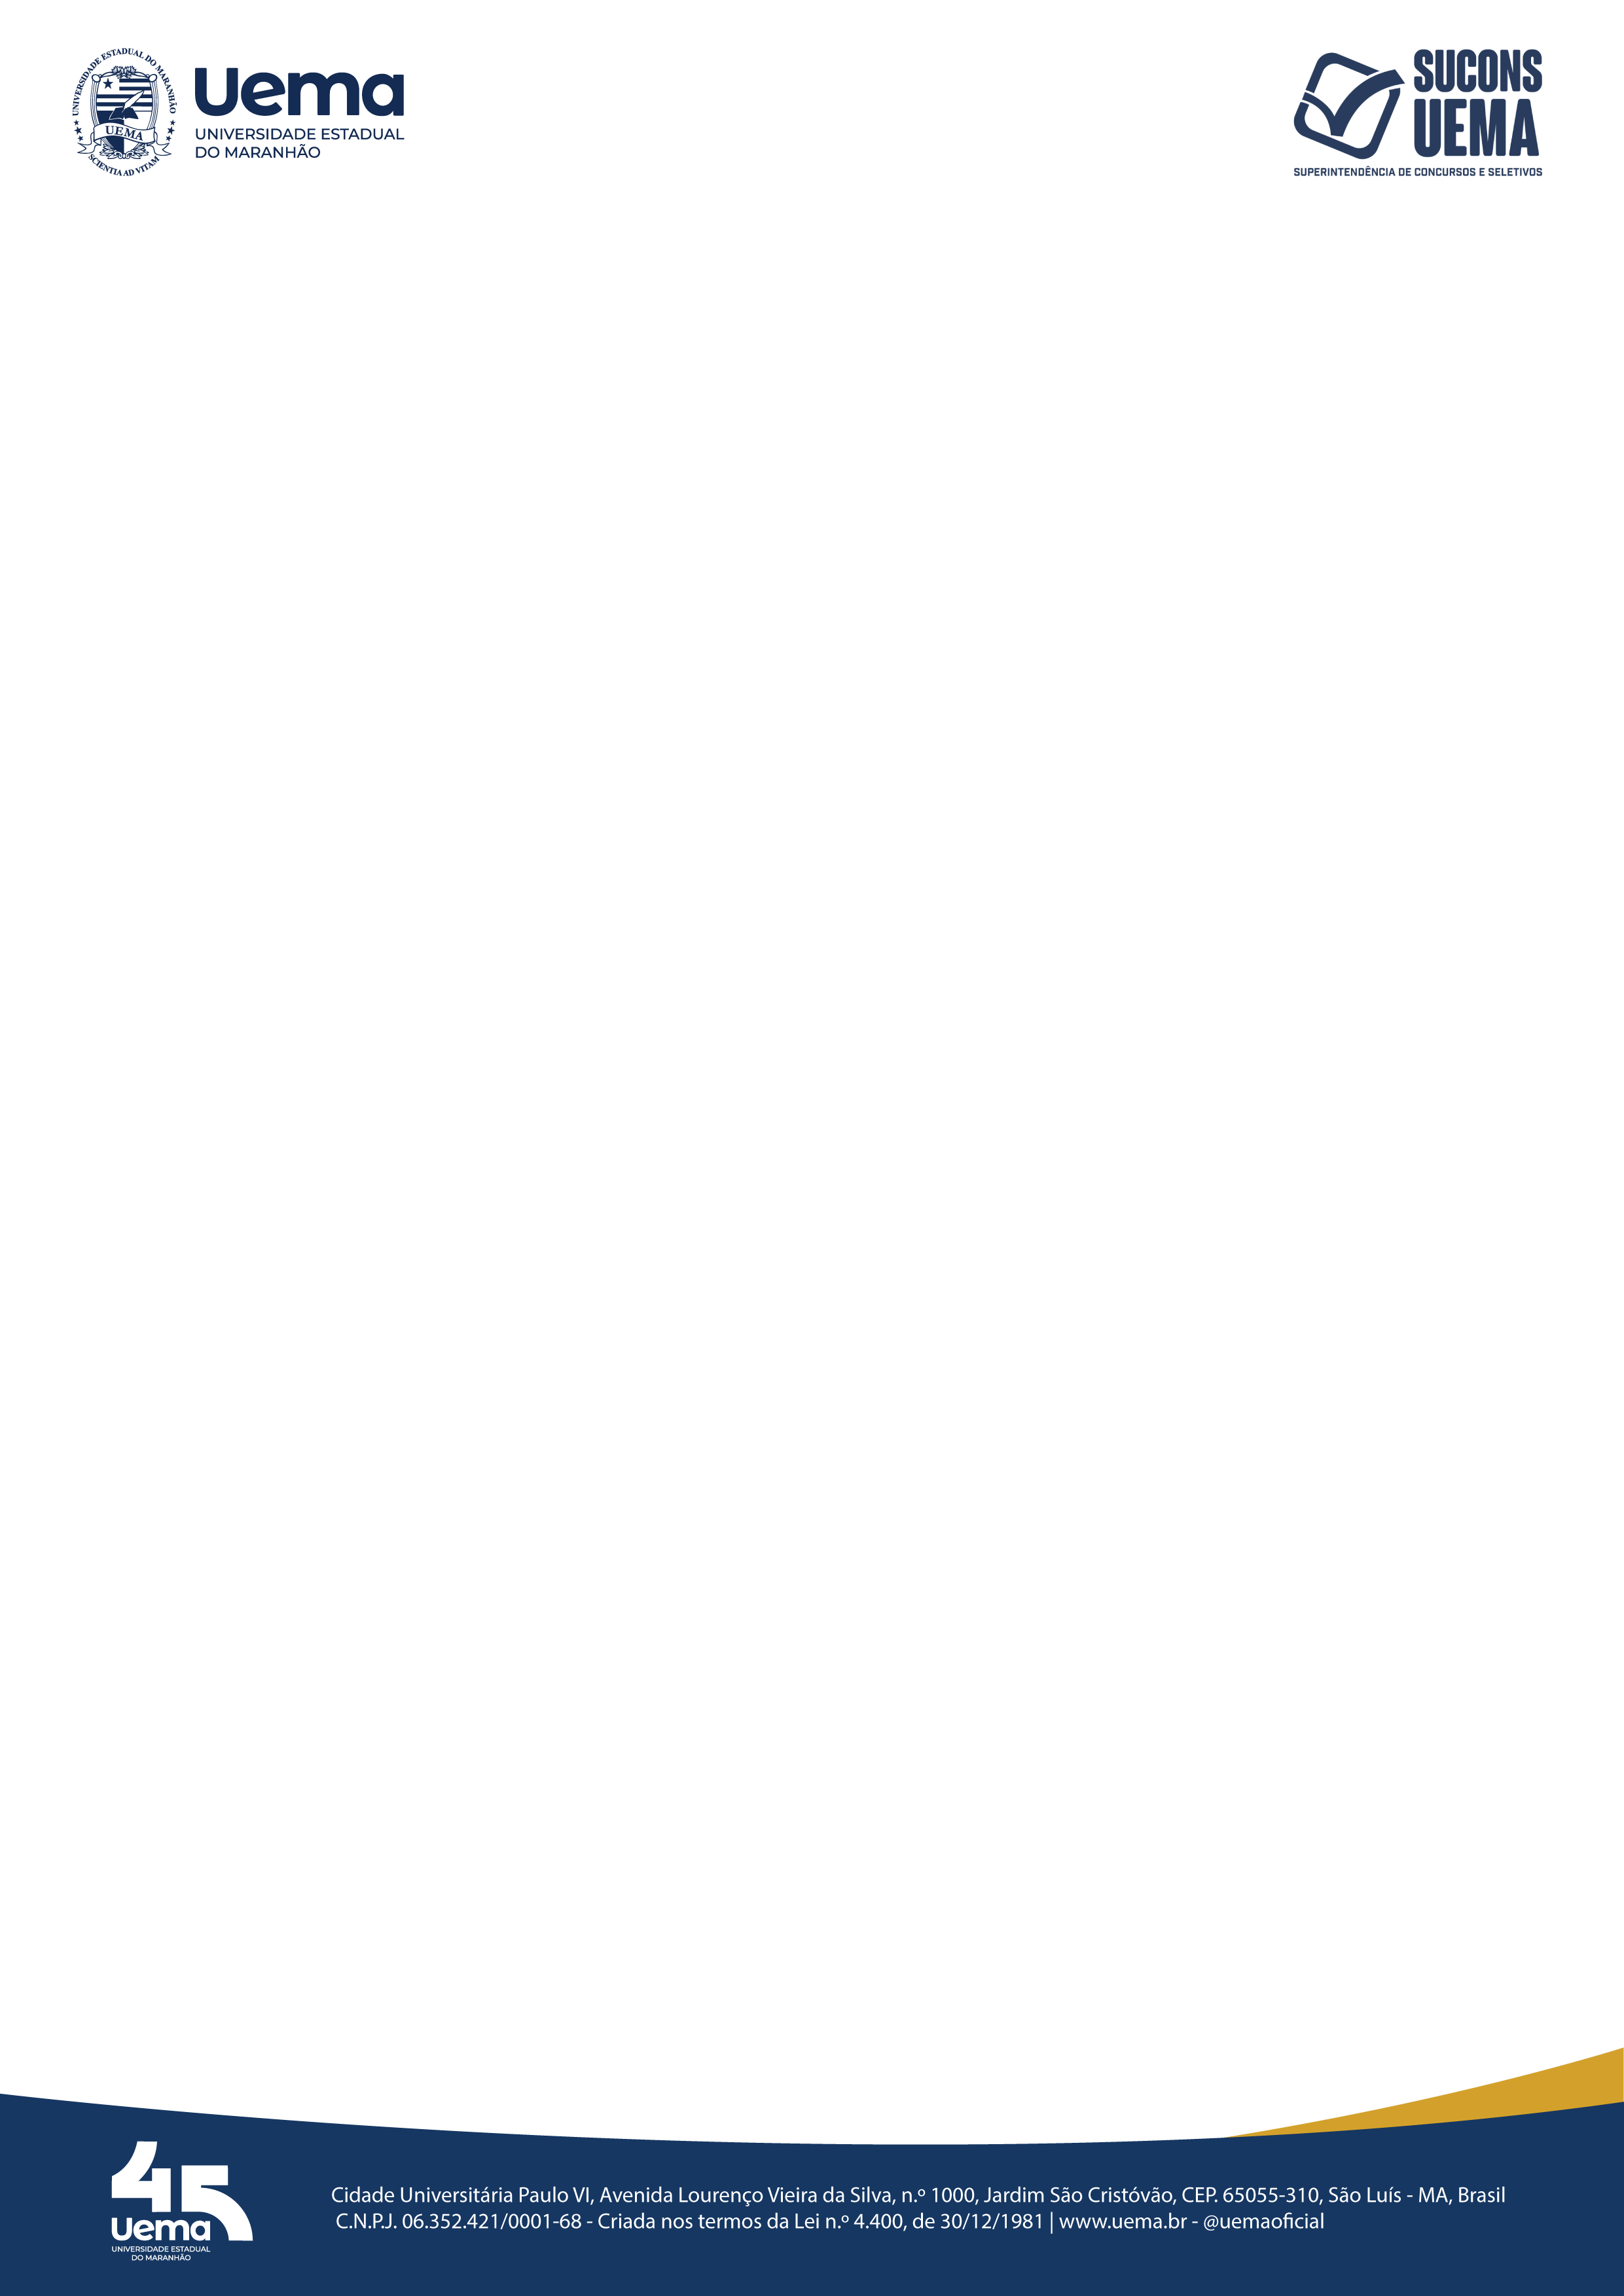 UNIVERSIDADE ESTADUAL DO MARANHÃO
UEMA
SCIENTIA AD VITAM
Uema
UNIVERSIDADE ESTADUAL
DO MARANHÃO
SUCONS
UEMA
SUPERINTENDÊNCIA DE CONCURSOS E SELETIVOS
45
Uema
UNIVERSIDADE ESTADUAL
DO MARANHÃO
Cidade Universitária Paulo VI, Avenida Lourenço Vieira da Silva, n.º 1000, Jardim São Cristóvão, CEP. 65055-310, São Luís - MA, Brasil
C.N.P.J. 06.352.421/0001-68 - Criada nos termos da Lei n.º 4.400, de 30/12/1981 | www.uema.br - @uemaoficial